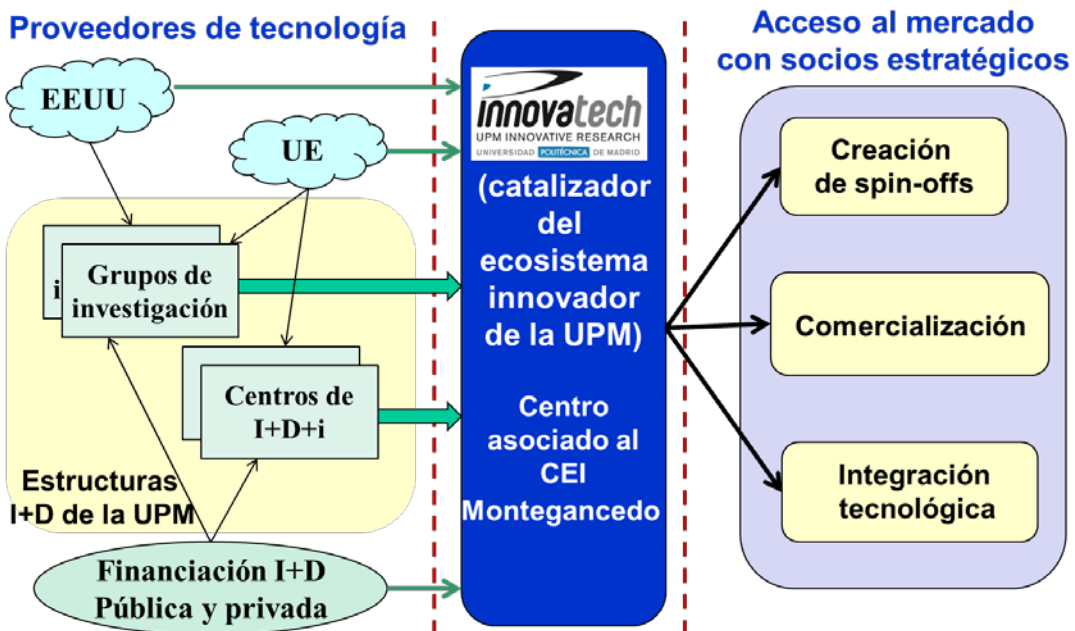 Proveedores de tecnología
EEUU
UE
i
Grupos de
investigación
Centros de
I+D+i
Estructuras
I+D de la UPM
Financiación I+D
Pública y privada
innovatech
UPM INNOVATIVE RESEARCH
UNIVERSIDAD POLITÉCNICA DE MADRID
(catalizador
del
ecosistema
innovador
de la UPM)
Centro
asociado al
CEI
Montegancedo
Acceso al mercado
con socios estratégicos
Creación
de spin-offs
Comercialización
Integración
tecnológica